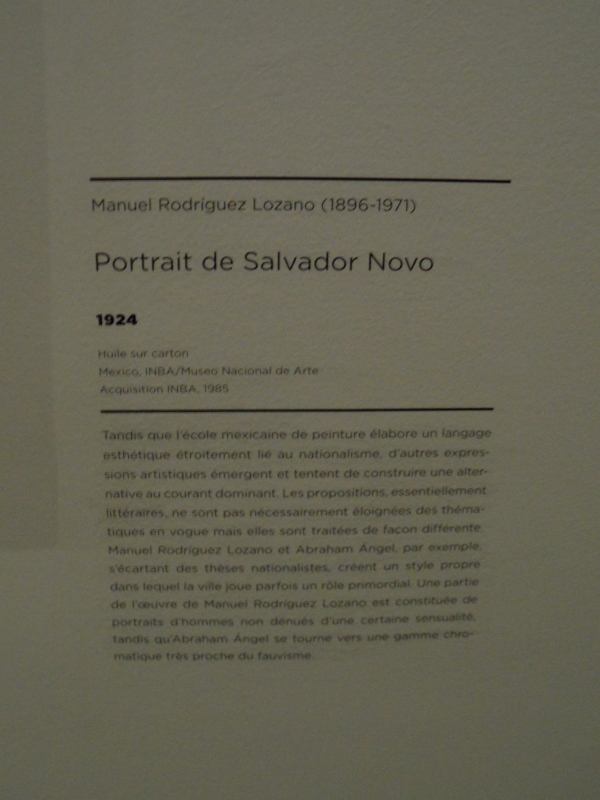 Manuel Rodríguez Lozano (1896-1971)
Portrait de Salvador Novo
1924
Huile sur carton
Mexico, INBA/Museo Nacional de Arte
Acquisition INBA, 1985
Tandis que l'école mexicaine de peinture élabore un langage
esthétique étroitement lié au nationalisme, d'autres expres-
sions artistiques émergent et tentent de construire une alter-
native au courant dominant. Les propositions, essentiellement
littéraires, ne sont pas nécessairement éloignées des théma-
tiques en vogue mais elles sont traitées de façon différente.
Manuel Rodríguez Lozano et Abraham Ángel, par exemple,
s'écartant des thèses nationalistes, créent un style propre
dans lequel la ville joue parfois un rôle primordial. Une partie
de l'œuvre de Manuel Rodríguez Lozano est constituée de
portraits d'hommes non dénués d'une certaine sensualité,
tandis qu'Abraham Ángel se tourne vers une gamme chro-
matique très proche du fauvisme.